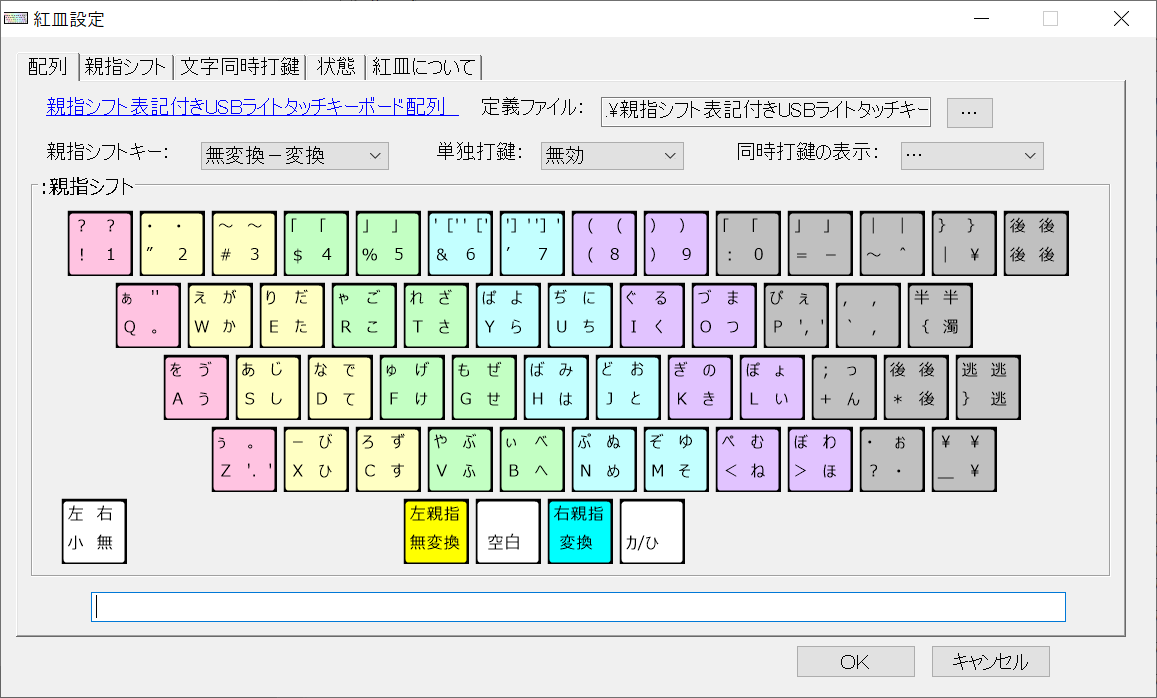 紅皿設定
配列 親指シフト 文字同時打鍵 状態 紅皿について
親指シフト表記付きUSBライトタッチキーボード配列 定義ファイル: .¥親指シフト表記付きUSBライトタッチキー ...
親指シフトキー: 無変換－変換 単独打鍵: 無効 同時打鍵の表示: ...
:親指シフト
? ? ・ ・ ～ ～ 「 「 」 」 ' ['' [' '] ''] ' ( ( ) ) 「 「 」 」 | | } } 後 後
! 1 ” 2 # 3 $ 4 % 5 & 6 ’ 7 ( 8 ) 9 : 0 = － ～ ＾ | ￥ 後 後
ぁ '' え が り だ ゃ ご れ ざ ぱ よ ぢ に ぐ る づ ま ぴ ぇ , , 半 半
Q 。 W か E た R こ T さ Y ら U ち I く O つ P ',' ` , { 濁
を ゔ あ じ な で ゅ げ も ぜ ば み ど お ぎ の ぽ ょ ; っ 後 後 逃 逃
A う S し D て F け G せ H は J と K き L い + ん * 後 } 逃
ぅ 。 － び ろ ず や ぶ ぃ べ ぷ ぬ ぞ ゆ ぺ む ぼ わ ・ ぉ ￥ ￥
Z '.' X ひ C す V ふ B へ N め M そ < ね > ほ ? ・ ＿ ￥
左 右 左親指 右親指
小 無 無変換 空白 変換 カ/ひ
OK キャンセル